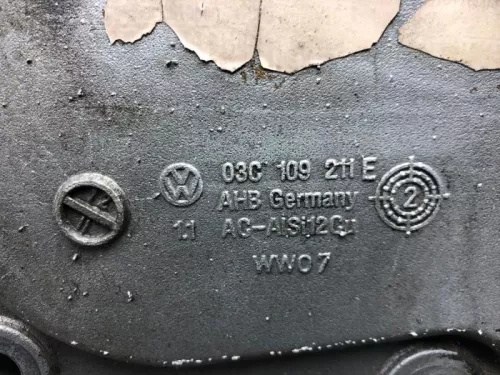 03C 109 211 E
AHB Germany
1.1 AC-AlSi12Cu
WW07
2